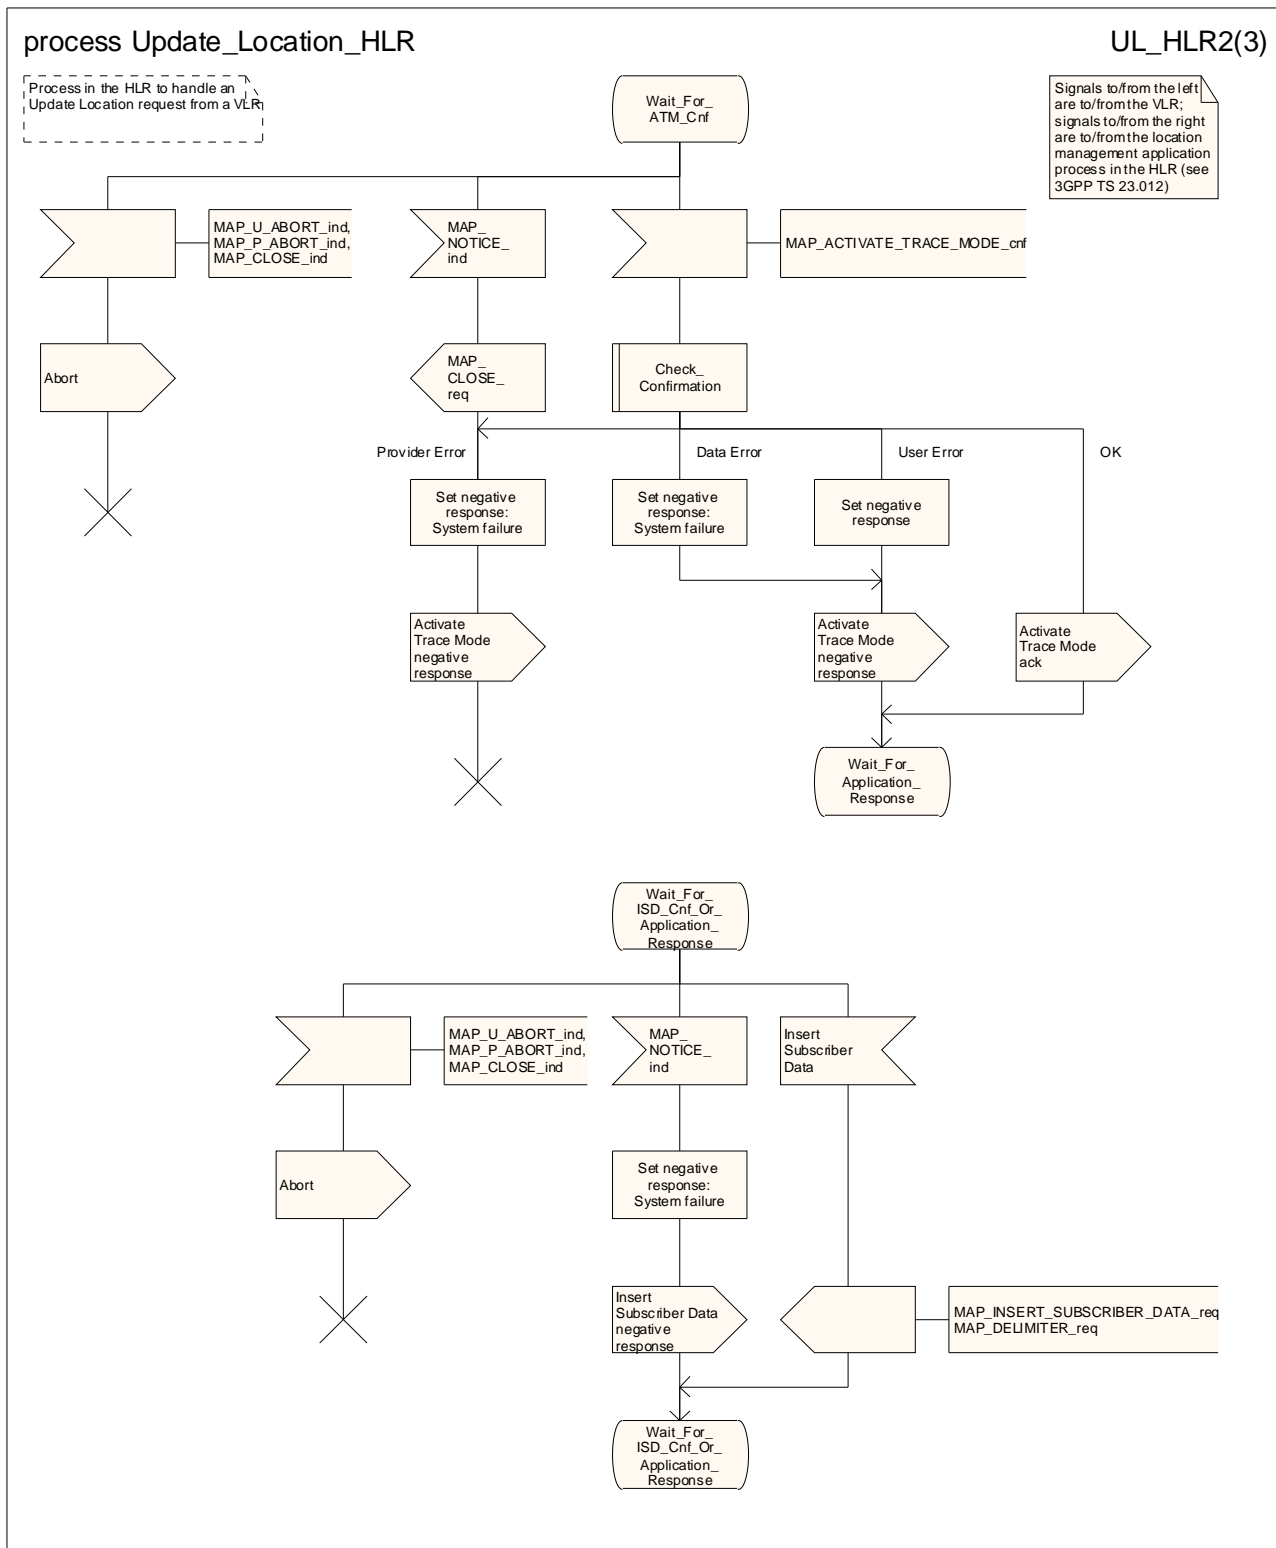 process Update_Location_HLR
UL_HLR2(3)
Process in the HLR to handle an
Update Location request from a VLR
Wait_For_
ATM_Cnf
Signals to/from the left
are to/from the VLR;
signals to/from the right
are to/from the location
management application
process in the HLR (see
3GPP TS 23.012)
MAP_U_ABORT_ind,
MAP_P_ABORT_ind,
MAP_CLOSE_ind
MAP_
NOTICE_
ind
MAP_ACTIVATE_TRACE_MODE_cnf
Abort
MAP_
CLOSE_
req
Check_
Confirmation
Provider Error
Data Error
User Error
OK
Set negative
response:
System failure
Set negative
response:
System failure
Set negative
response
Activate
Trace Mode
negative
response
Activate
Trace Mode
negative
response
Activate
Trace Mode
ack
Wait_For_
Application_
Response
Wait_For_
ISD_Cnf_Or_
Application_
Response
MAP_U_ABORT_ind,
MAP_P_ABORT_ind,
MAP_CLOSE_ind
MAP_
NOTICE_
ind
Insert
Subscriber
Data
Abort
Set negative
response:
System failure
Insert
Subscriber Data
negative
response
MAP_INSERT_SUBSCRIBER_DATA_req
MAP_DELIMITER_req
Wait_For_
ISD_Cnf_Or_
Application_
Response